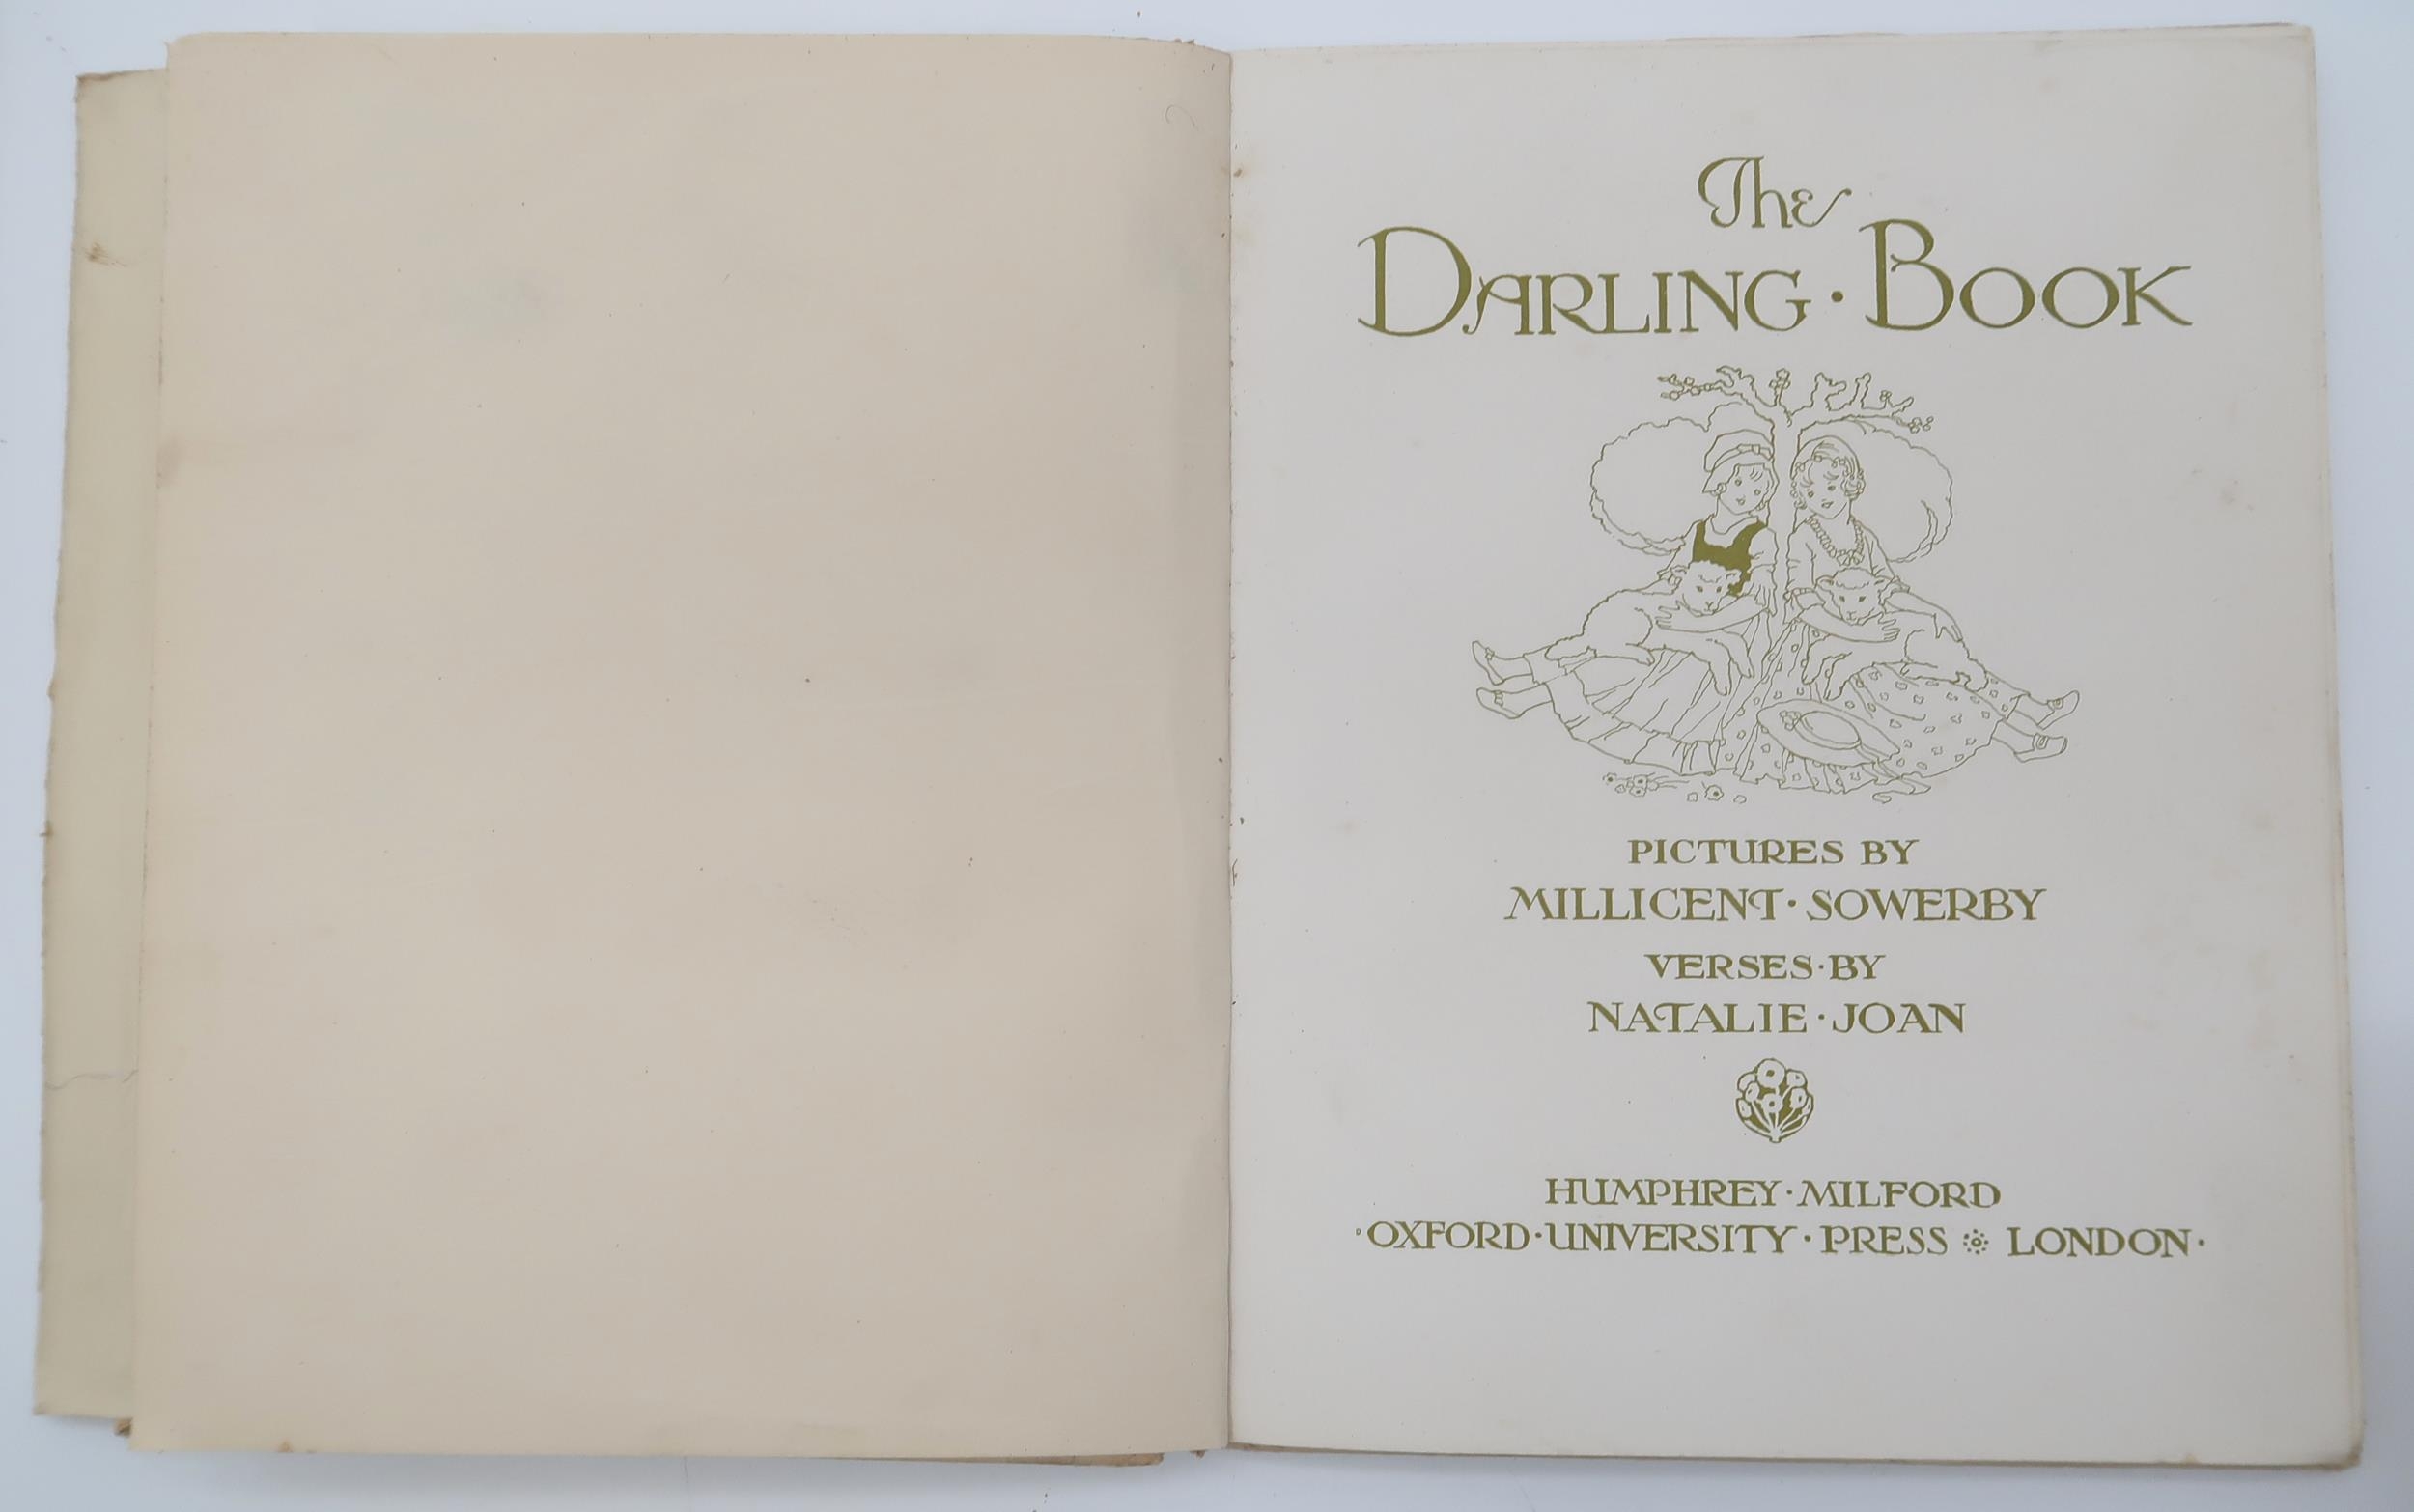 The
DARLING · BOOK
PICTURES BY
MILLICENT · SOWERBY
VERSES · BY
NATALIE · JOAN
HUMPHREY · MILFORD
· OXFORD · UNIVERSITY · PRESS LONDON ·